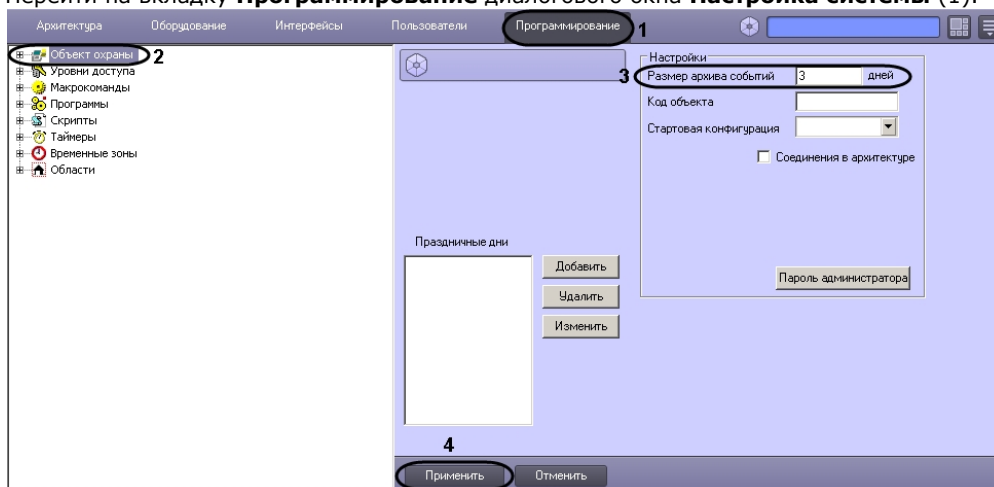 Перейти на вкладку Программирование диалогового окна Настройка системы (1).
Архитектура Оборудование Интерфейсы Пользователи Программирование 1
Объект охраны 2
Уровни доступа
Макрокоманды
Программы
Скрипты
Таймеры
Временные зоны
Области
Настройки
3 Размер архива событий 3 дней
Код объекта
Стартовая конфигурация
Соединения в архитектуре
Пароль администратора
Праздничные дни
Добавить
Удалить
Изменить
4
Применить Отменить